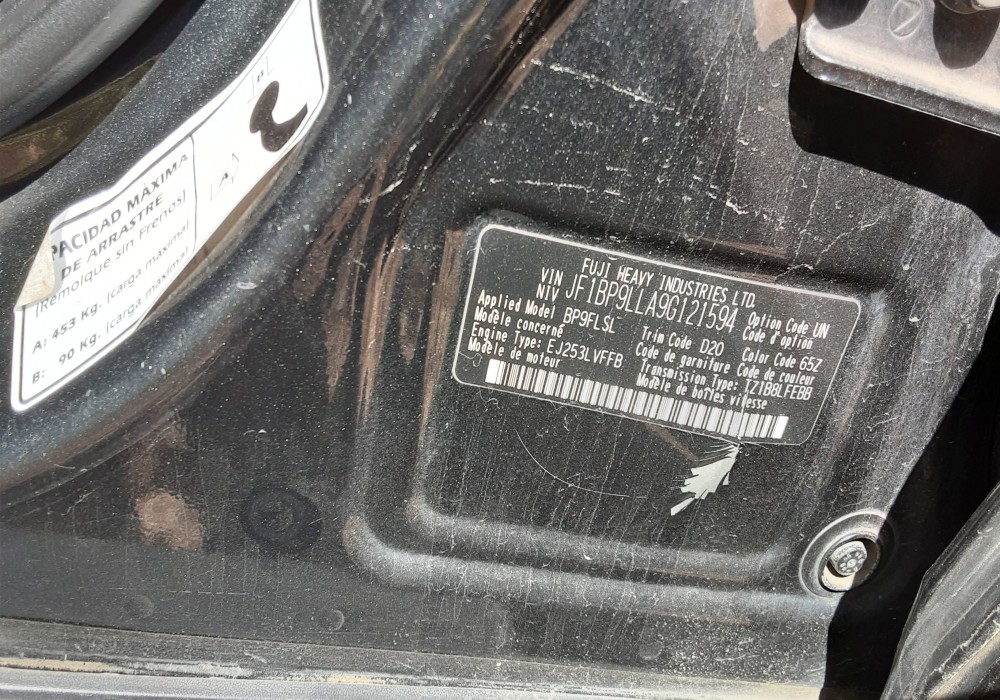 PACIDAD MÁXIMA
DE ARRASTRE
(Remolque sin Frenos)
A: 453 Kg. (carga maxima)
B: 90 Kg. (carga maxima)
FUJI HEAVY INDUSTRIES LTD.
VIN
NIV JF1BP9LLA9G121594
Option Code UN
Code d'option
Applied Model BP9FLSL
Modèle concerné
Trim Code D20
Code de garniture
Color Code 65Z
Code de couleur
Engine Type: EJ253LVFFB
Modèle de moteur
Transmission Type: TZ1B8LFEBB
Modèle de boîtes vitesse